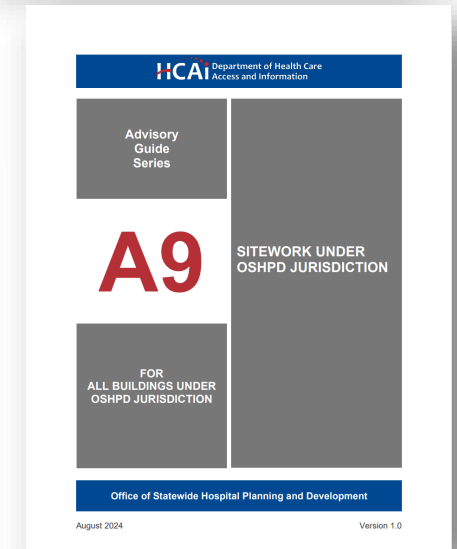 HCAI Department of Health Care
Access and Information
Advisory
Guide
Series
A9
SITEWORK UNDER
OSHPD JURISDICTION
FOR
ALL BUILDINGS UNDER
OSHPD JURISDICTION
Office of Statewide Hospital Planning and Development
August 2024 Version 1.0